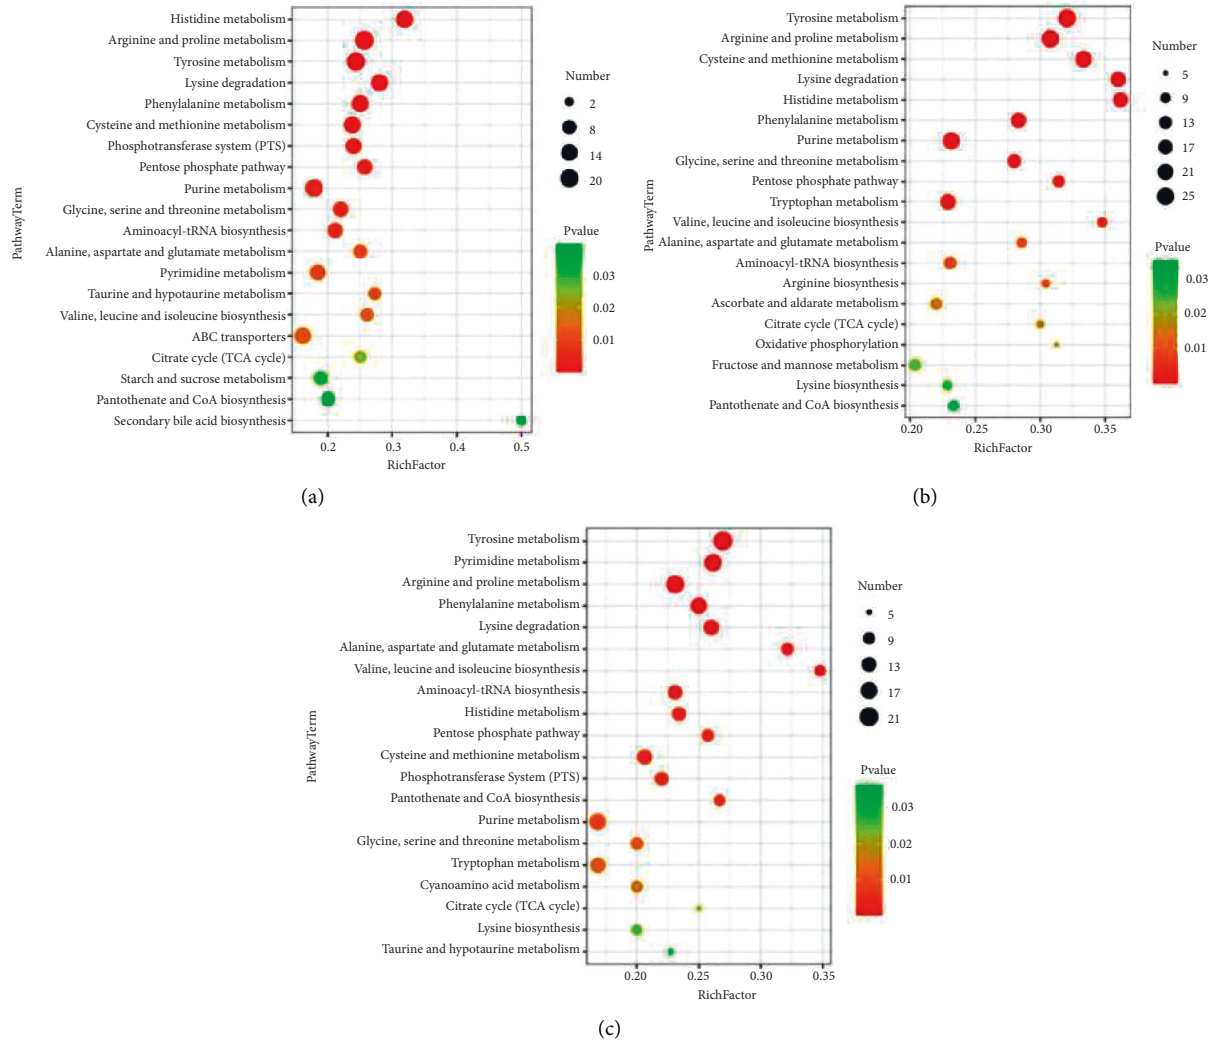 Histidine metabolism
Arginine and proline metabolism
Tyrosine metabolism
Lysine degradation
Phenylalanine metabolism
Cysteine and methionine metabolism
Phosphotransferase system (PTS)
Pentose phosphate pathway
Purine metabolism
Glycine, serine and threonine metabolism
Aminoacyl-tRNA biosynthesis
Alanine, aspartate and glutamate metabolism
Pyrimidine metabolism
Taurine and hypotaurine metabolism
Valine, leucine and isoleucine biosynthesis
ABC transporters
Citrate cycle (TCA cycle)
Starch and sucrose metabolism
Pantothenate and CoA biosynthesis
Secondary bile acid biosynthesis
PathwayTerm
0.2 0.3 0.4 0.5
RichFactor
Number
2
8
14
20
Pvalue
0.03
0.02
0.01
(a)
Tyrosine metabolism
Arginine and proline metabolism
Cysteine and methionine metabolism
Lysine degradation
Histidine metabolism
Phenylalanine metabolism
Purine metabolism
Glycine, serine and threonine metabolism
Pentose phosphate pathway
Tryptophan metabolism
Valine, leucine and isoleucine biosynthesis
Alanine, aspartate and glutamate metabolism
Aminoacyl-tRNA biosynthesis
Arginine biosynthesis
Ascorbate and aldarate metabolism
Citrate cycle (TCA cycle)
Oxidative phosphorylation
Fructose and mannose metabolism
Lysine biosynthesis
Pantothenate and CoA biosynthesis
PathwayTerm
0.20 0.25 0.30 0.35
RichFactor
Number
5
9
13
17
21
25
Pvalue
0.03
0.02
0.01
(b)
Tyrosine metabolism
Pyrimidine metabolism
Arginine and proline metabolism
Phenylalanine metabolism
Lysine degradation
Alanine, aspartate and glutamate metabolism
Valine, leucine and isoleucine biosynthesis
Aminoacyl-tRNA biosynthesis
Histidine metabolism
Pentose phosphate pathway
Cysteine and methionine metabolism
Phosphotransferase System (PTS)
Pantothenate and CoA biosynthesis
Purine metabolism
Glycine, serine and threonine metabolism
Tryptophan metabolism
Cyanoamino acid metabolism
Citrate cycle (TCA cycle)
Lysine biosynthesis
Taurine and hypotaurine metabolism
PathwayTerm
0.20 0.25 0.30 0.35
RichFactor
Number
5
9
13
17
21
Pvalue
0.03
0.02
0.01
(c)